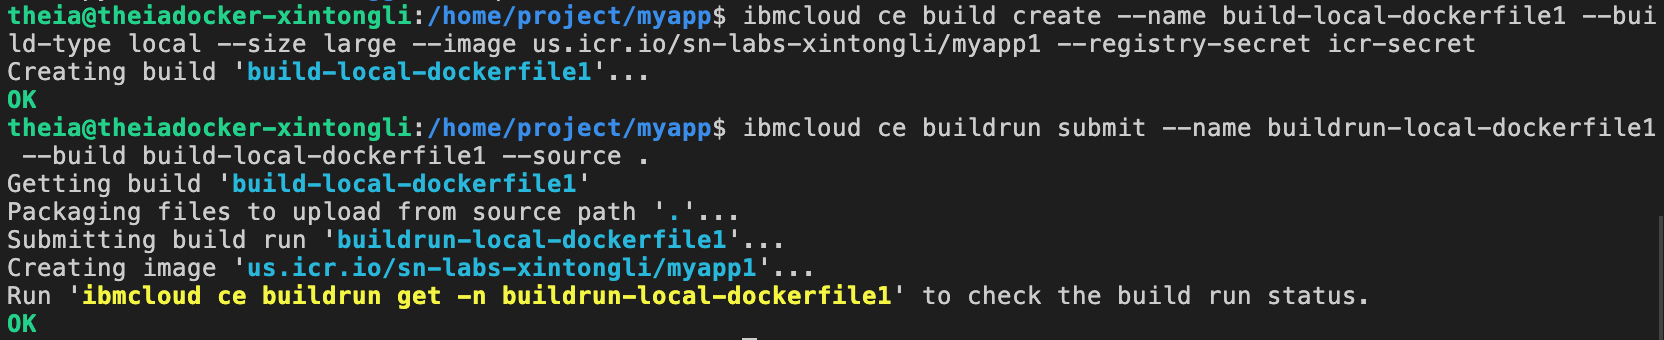 theia@theiadocker-xintongli:/home/project/myapp$ ibmcloud ce build create --name build-local-dockerfile1 --bui
ld-type local --size large --image us.icr.io/sn-labs-xintongli/myapp1 --registry-secret icr-secret
Creating build 'build-local-dockerfile1'...
OK
theia@theiadocker-xintongli:/home/project/myapp$ ibmcloud ce buildrun submit --name buildrun-local-dockerfile1
 --build build-local-dockerfile1 --source .
Getting build 'build-local-dockerfile1'
Packaging files to upload from source path '.'...
Submitting build run 'buildrun-local-dockerfile1'...
Creating image 'us.icr.io/sn-labs-xintongli/myapp1'...
Run 'ibmcloud ce buildrun get -n buildrun-local-dockerfile1' to check the build run status.
OK